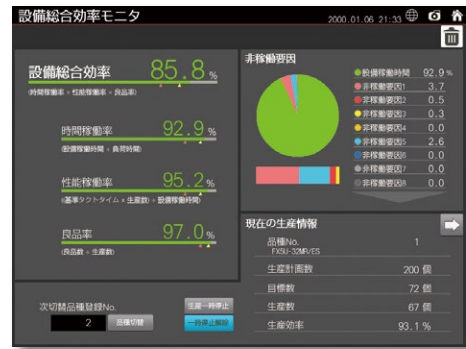 設備総合効率モニタ
2000.01.06 21:33
設備総合効率 85.8%
(時間稼働率 × 性能稼働率 × 良品率)
時間稼働率 92.9%
(設備稼働時間 ÷ 負荷時間)
性能稼働率 95.2%
(基準タクトタイム × 生産数) ÷ 設備稼働時間)
良品率 97.0%
(良品数 ÷ 生産数)
次切替品種登録No.
2
品種切替
生産一時停止
一時停止解除
非稼働要因
設備稼働時間 92.9 %
非稼働要因1 3.7
非稼働要因2 0.5
非稼働要因3 0.3
非稼働要因4 0.0
非稼働要因5 2.6
非稼働要因6 0.0
非稼働要因7 0.0
非稼働要因8 0.0
現在の生産情報
品種No. 1
FX5U-32MR/ES
生産計画数 200 個
目標数 72 個
生産数 67 個
生産効率 93.1 %